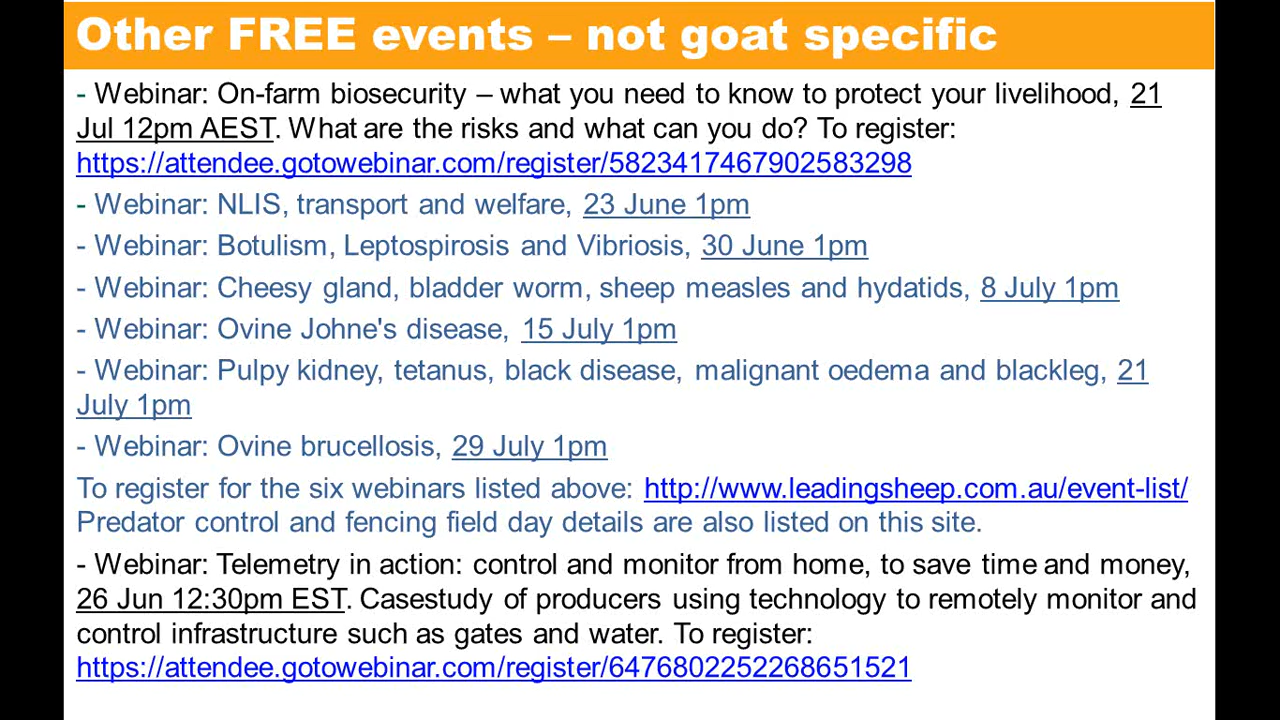 Other FREE events – not goat specific
- Webinar: On-farm biosecurity – what you need to know to protect your livelihood, 21
Jul 12pm AEST. What are the risks and what can you do? To register:
https://attendee.gotowebinar.com/register/5823417467902583298
- Webinar: NLIS, transport and welfare, 23 June 1pm
- Webinar: Botulism, Leptospirosis and Vibriosis, 30 June 1pm
- Webinar: Cheesy gland, bladder worm, sheep measles and hydatids, 8 July 1pm
- Webinar: Ovine Johne's disease, 15 July 1pm
- Webinar: Pulpy kidney, tetanus, black disease, malignant oedema and blackleg, 21
July 1pm
- Webinar: Ovine brucellosis, 29 July 1pm
To register for the six webinars listed above: http://www.leadingsheep.com.au/event-list/
Predator control and fencing field day details are also listed on this site.
- Webinar: Telemetry in action: control and monitor from home, to save time and money,
26 Jun 12:30pm EST. Casestudy of producers using technology to remotely monitor and
control infrastructure such as gates and water. To register:
https://attendee.gotowebinar.com/register/6476802252268651521